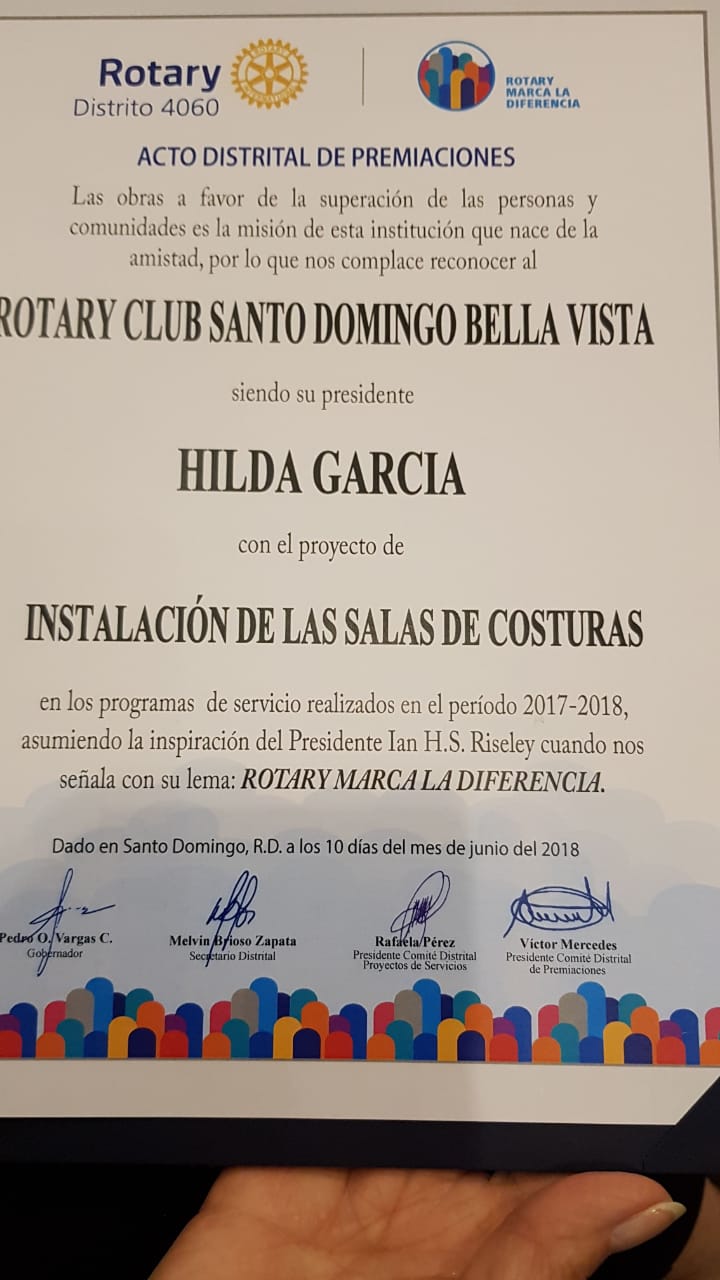 Rotary
Distrito 4060
ROTARY
MARCA LA
DIFERENCIA
ACTO DISTRITAL DE PREMIACIONES
Las obras a favor de la superación de las personas y
comunidades es la misión de esta institución que nace de la
amistad, por lo que nos complace reconocer al
ROTARY CLUB SANTO DOMINGO BELLA VISTA
siendo su presidente
HILDA GARCIA
con el proyecto de
INSTALACIÓN DE LAS SALAS DE COSTURAS
en los programas de servicio realizados en el período 2017-2018,
asumiendo la inspiración del Presidente Ian H.S. Riseley cuando nos
señala con su lema: ROTARY MARCA LA DIFERENCIA.
Dado en Santo Domingo, R.D. a los 10 días del mes de junio del 2018
Pedro O. Vargas C.
Gobernador
Melvin Brioso Zapata
Secretario Distrital
Rafaela Pérez
Presidente Comité Distrital
Proyectos de Servicios
Víctor Mercedes
Presidente Comité Distrital
de Premiaciones